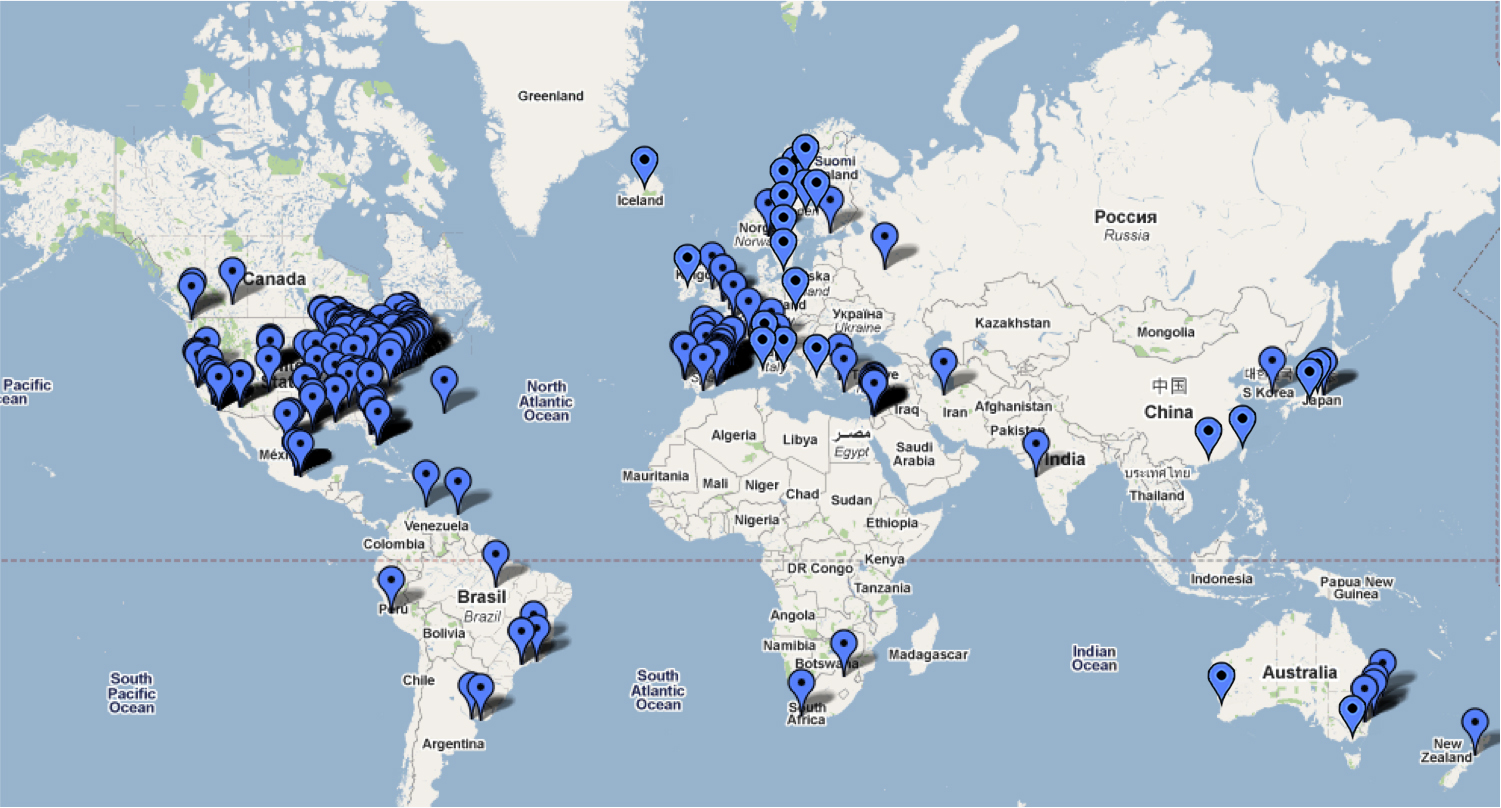 Greenland
Suomi
Iceland
Norg
Norwa
Россия
Russia
Canada
Україна
Ukraine
Kazakhstan
Mongolia
Pacific
North
Atlantic
Ocean
中国
China
S Korea
Japan
Iraq
Iran
Afghanistan
Pakistan
Algeria
Libya
مصر
Egypt
Saudi
Arabia
India
Méxi
Mauritania
Mali
Niger
Chad
Sudan
ประเทศไทย
Thailand
Venezuela
Colombia
Nigeria
Ethiopia
Kenya
DR Congo
Tanzania
Indonesia
Papua New
Guinea
Peru
Brasil
Brazil
Bolivia
Angola
Namibia
Botswana
Madagascar
Indian
Ocean
Australia
Chile
South
Pacific
Ocean
South
Atlantic
Ocean
South
Africa
Argentina
New
Zealand